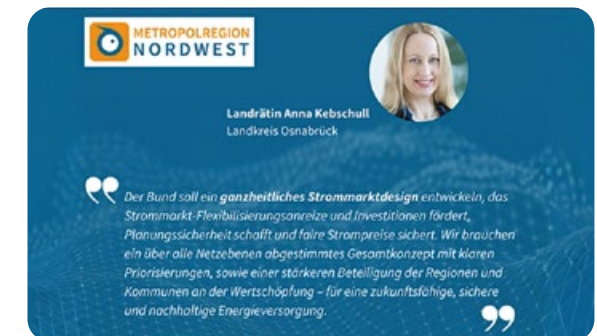 METROPOLREGION
NORDWEST
Landrätin Anna Kebschull
Landkreis Osnabrück
Der Bund soll ein ganzheitliches Strommarktdesign entwickeln, das
Strommarkt-Flexibilisierungsanreize und Investitionen fördert,
Planungssicherheit schafft und faire Strompreise sichert. Wir brauchen
ein über alle Netzebenen abgestimmtes Gesamtkonzept mit klaren
Priorisierungen, sowie einer stärkeren Beteiligung der Regionen und
Kommunen an der Wertschöpfung – für eine zukunftsfähige, sichere
und nachhaltige Energieversorgung.